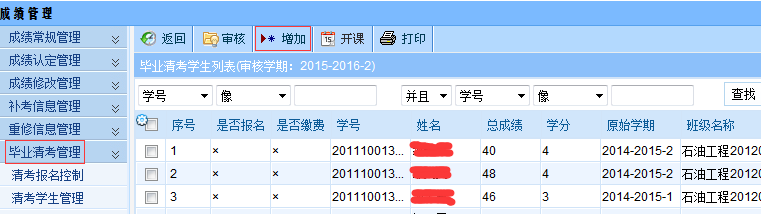 成绩管理
成绩常规管理
成绩认定管理
成绩修改管理
补考信息管理
重修信息管理
毕业清考管理
清考报名控制
清考学生管理
返回 审核 增加 开课 打印
毕业清考学生列表(审核学期：2015-2016-2)
学号 像 并且 学号 像 查找
序号 是否报名 是否缴费 学号 姓名 总成绩 学分 原始学期 班级名称
1 × × 201110013... 40 4 2014-2015-2 石油工程20120
2 × × 201110013... 48 4 2014-2015-2 石油工程20120
3 × × 201110013... 46 3 2014-2015-1 石油工程20120